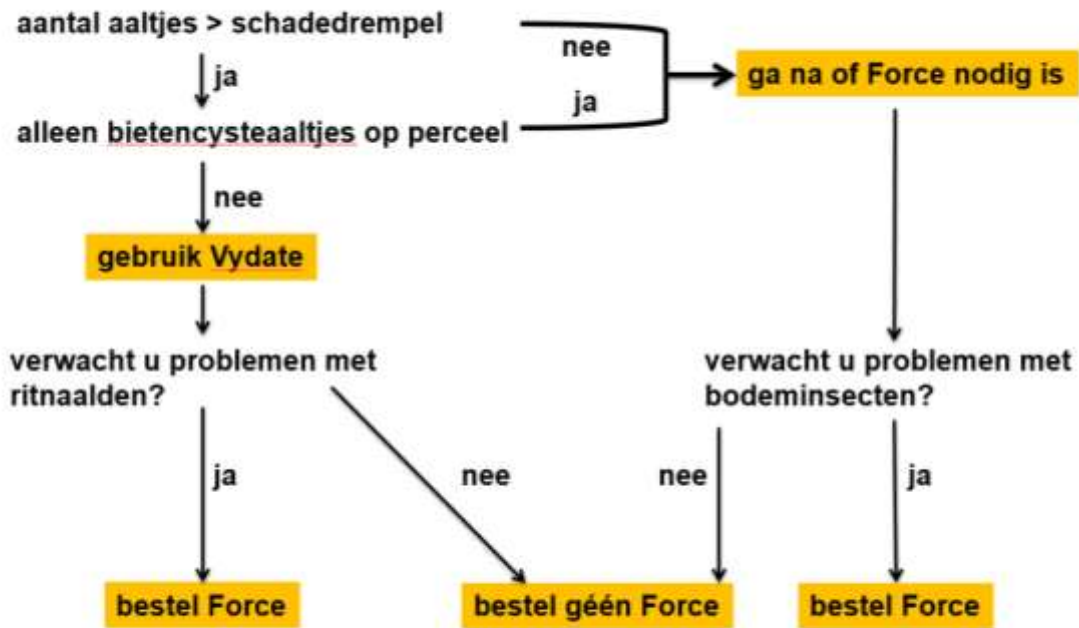 aantal aaltjes > schadedrempel
nee
ja
ga na of Force nodig is
ja
alleen bietencysteaaltjes op perceel
nee
gebruik Vydate
verwacht u problemen met
ritnaalden?
verwacht u problemen met
bodeminsecten?
ja
nee
nee
ja
bestel Force
bestel géén Force
bestel Force